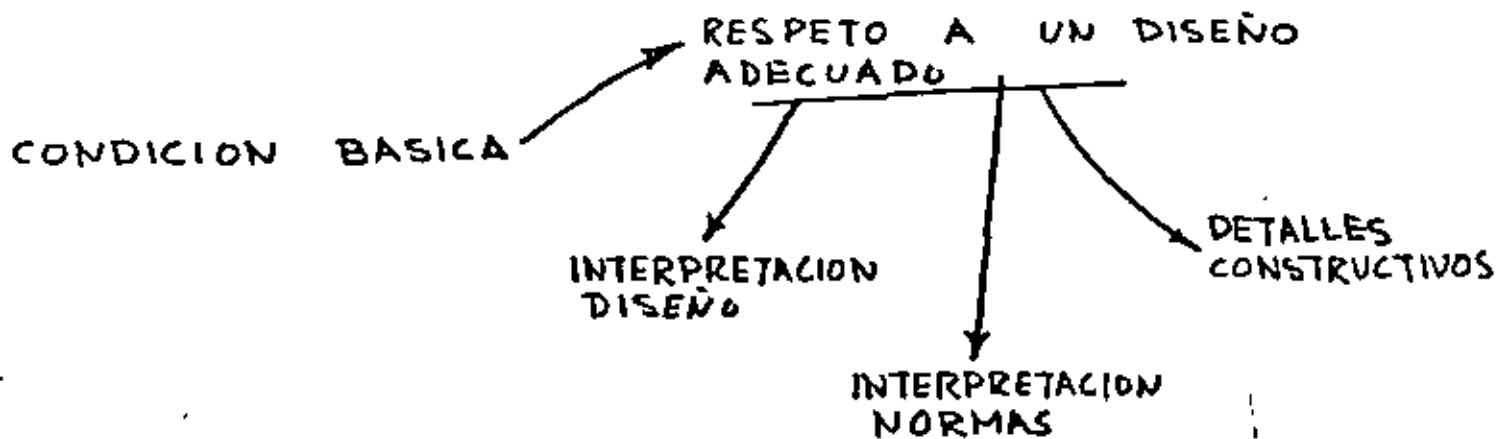 RESPETO A UN DISEÑO
ADECUADO
CONDICION BASICA
INTERPRETACION
DISEÑO
DETALLES
CONSTRUCTIVOS
INTERPRETACION
NORMAS